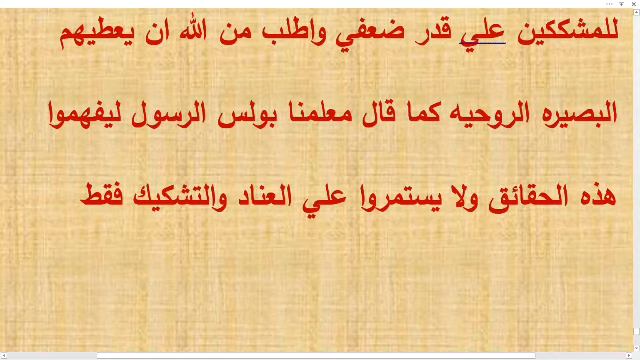 للمشككين علي قدر ضعفي واطلب من الله ان يعطيهم
البصيره الروحيه كما قال معلمنا بولس الرسول ليفهموا
هذه الحقائق ولا يستمروا علي العناد والتشكيك فقط